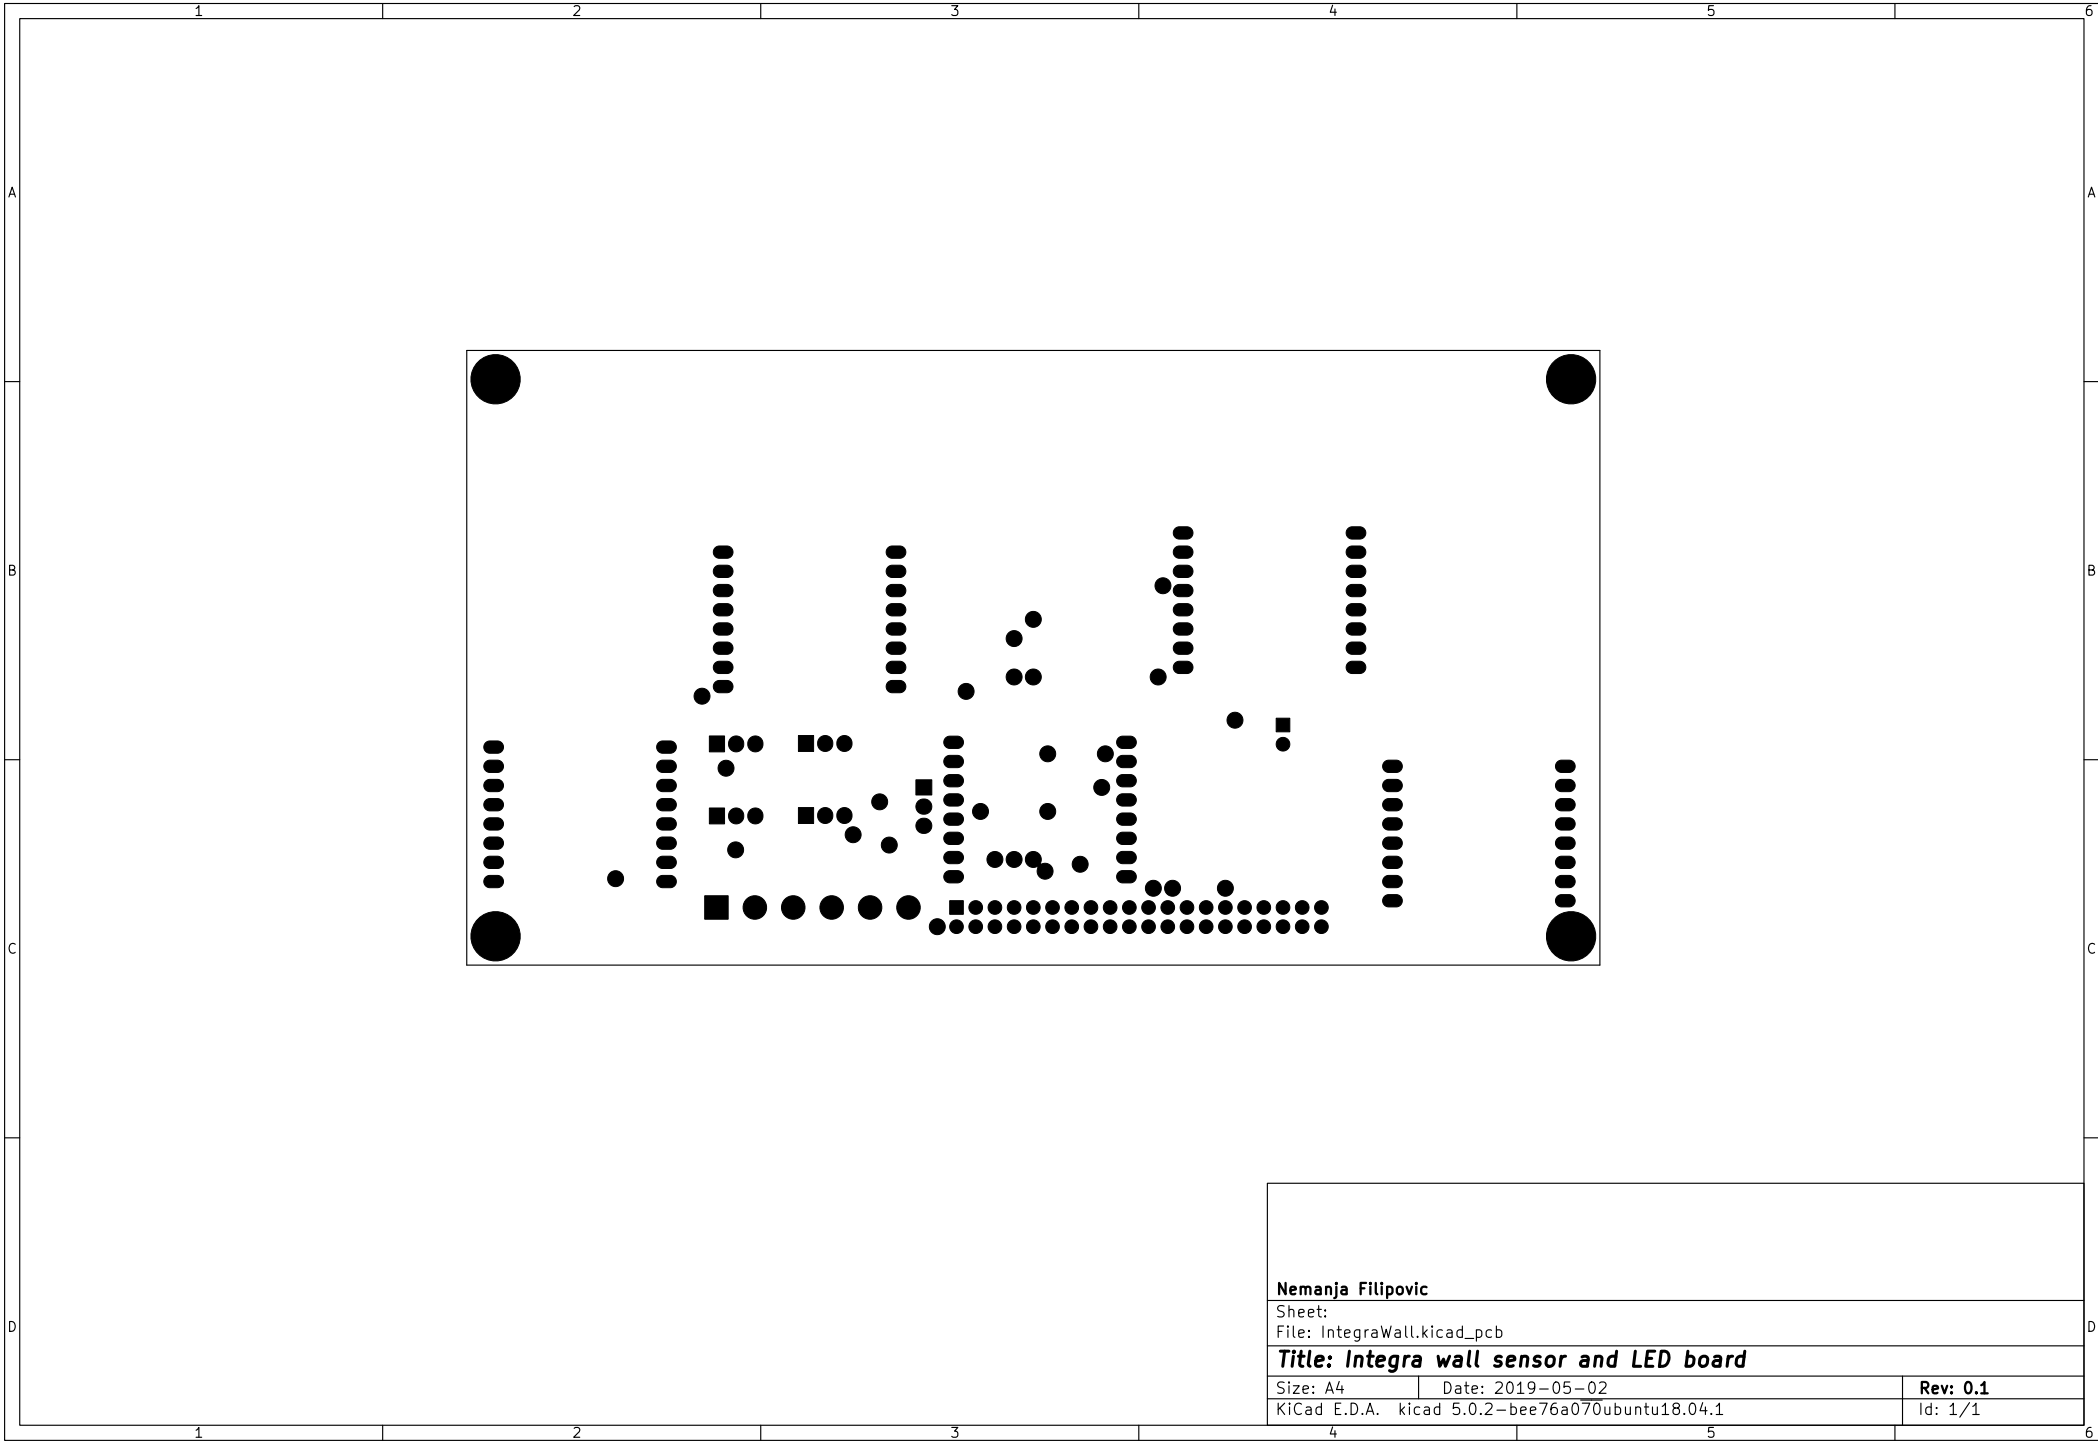 1 2 3 4 5 6
A A
B B
C C
D D
Nemanja Filipovic
Sheet:
File: IntegraWall.kicad_pcb
Title: Integra wall sensor and LED board
Size: A4 Date: 2019-05-02 Rev: 0.1
KiCad E.D.A. kicad 5.0.2-bee76a070ubuntu18.04.1 Id: 1/1
1 2 3 4 5 6